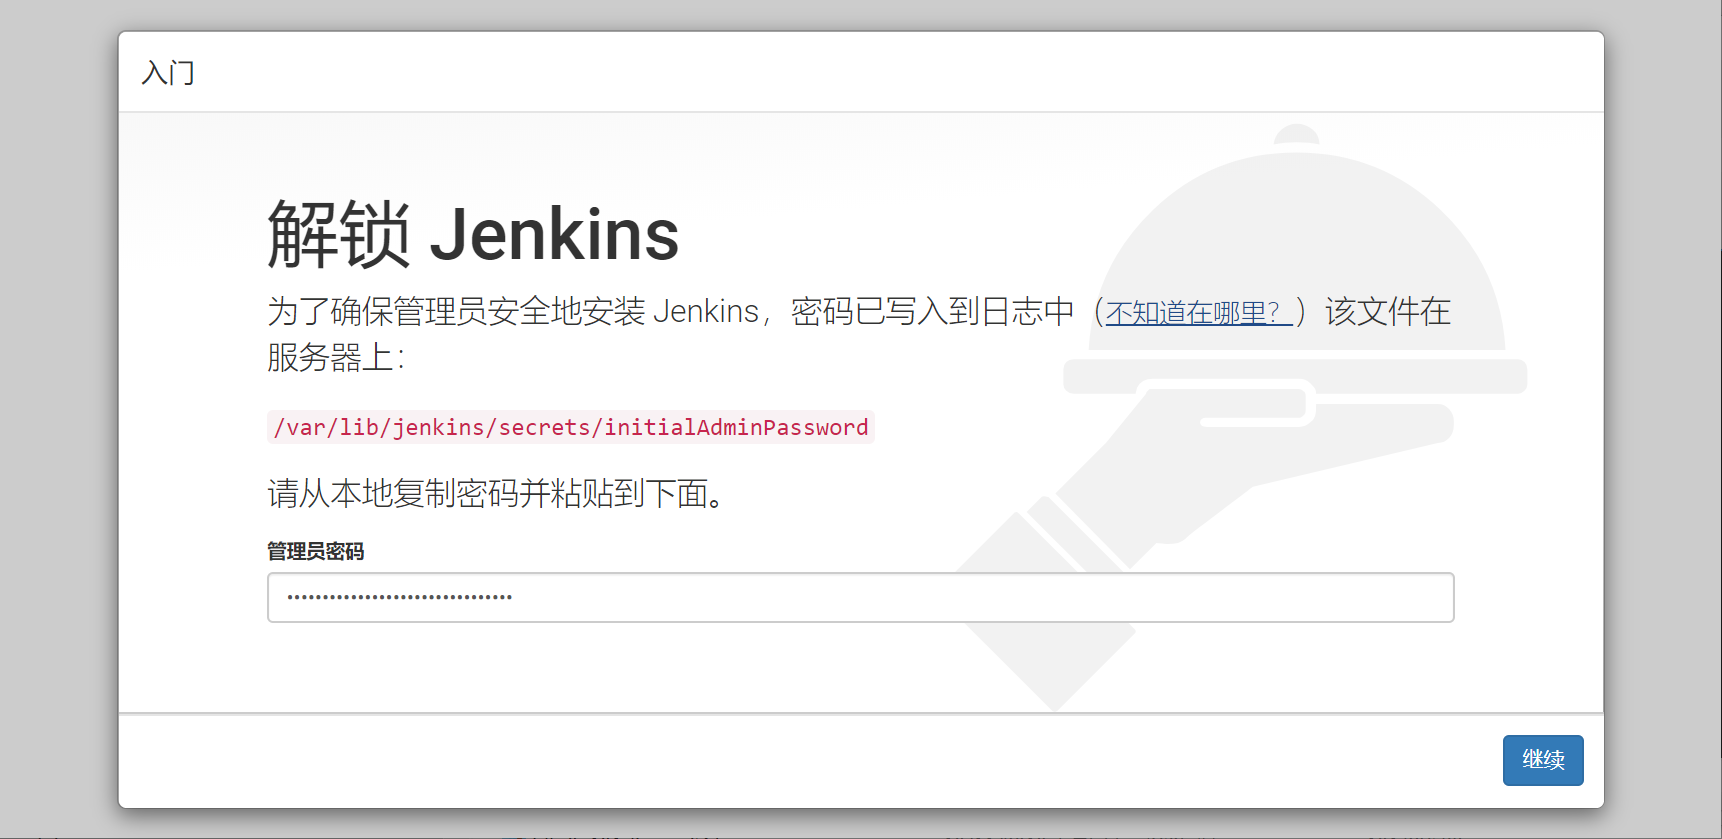 入门
解锁 Jenkins
为了确保管理员安全地安装 Jenkins，密码已写入到日志中（不知道在哪里？）该文件在
服务器上：
/var/lib/jenkins/secrets/initialAdminPassword
请从本地复制密码并粘贴到下面。
管理员密码
继续